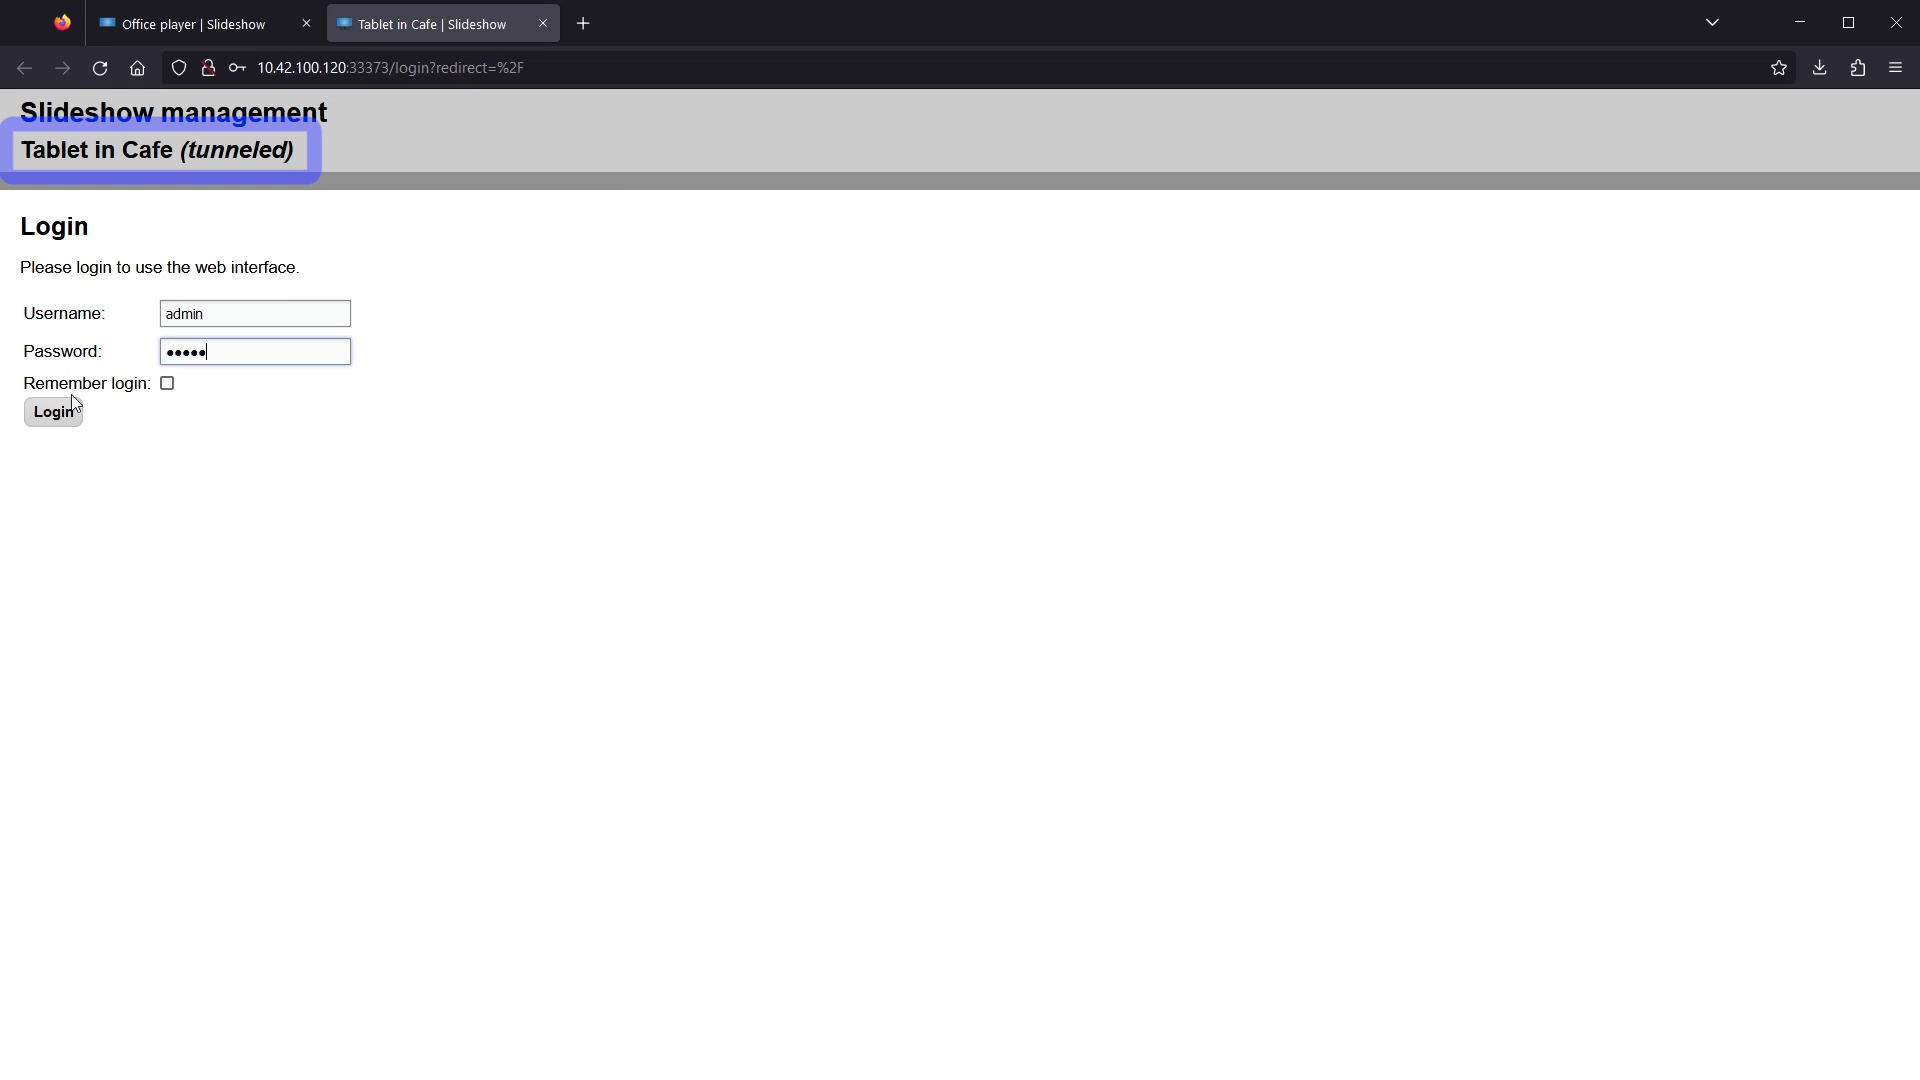 Office player | Slideshow
Tablet in Cafe | Slideshow
10.42.100.120:33373/login?redirect=%2F
Slideshow management
Tablet in Cafe (tunneled)
Login
Please login to use the web interface.
Username: admin
Password: •••••
Remember login:
Login